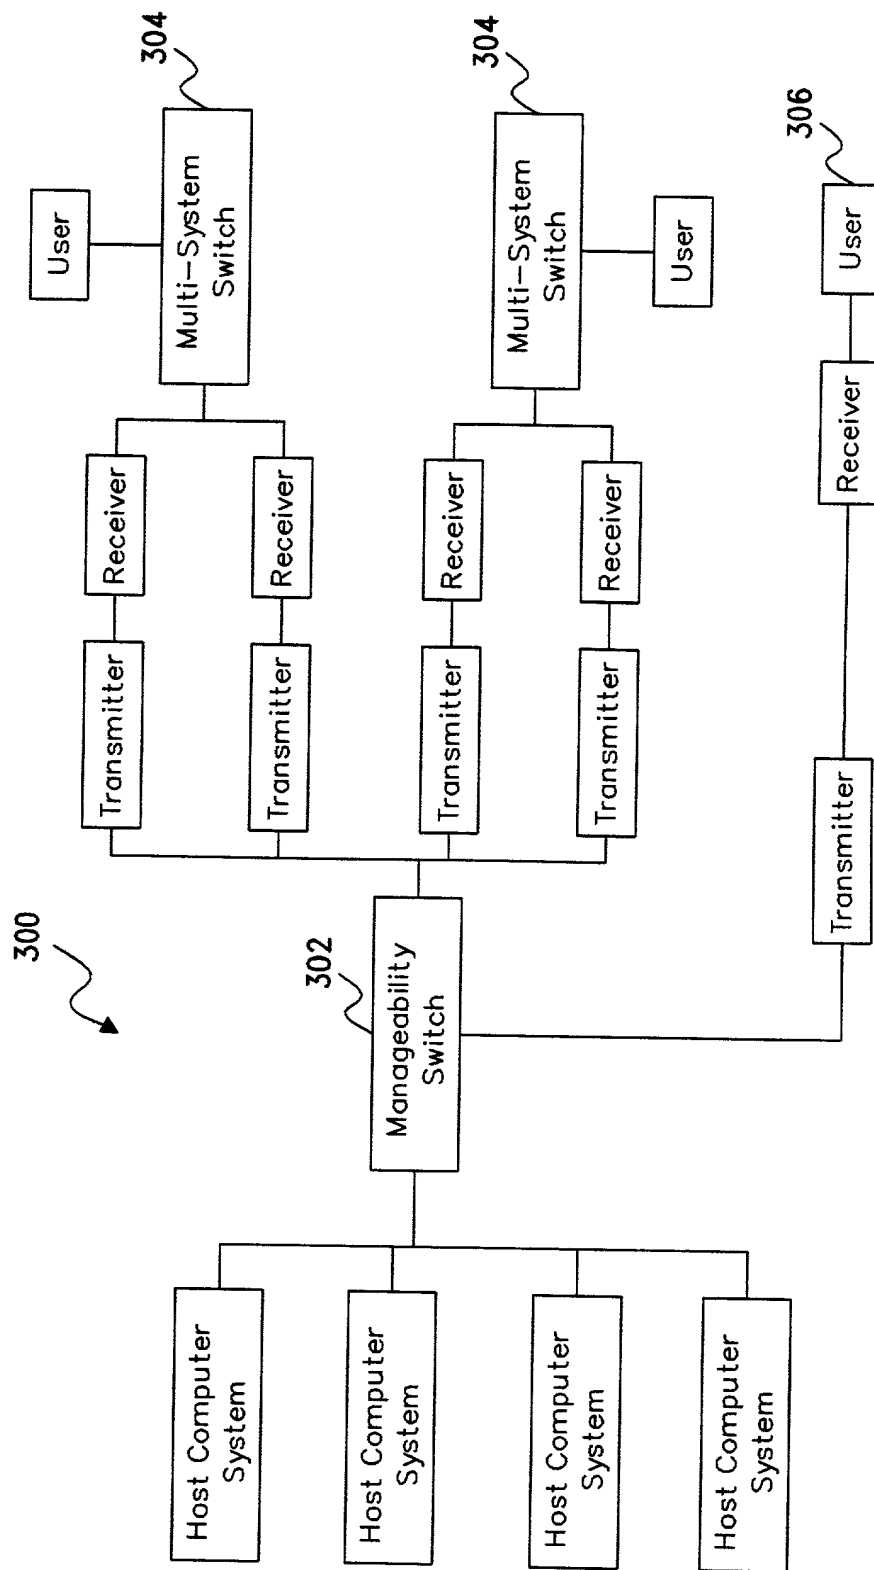 300
Host Computer
System
Host Computer
System
Host Computer
System
Host Computer
System
302
Manageability
Switch
Transmitter
Receiver
Transmitter
Receiver
Transmitter
Receiver
Transmitter
Receiver
User
Multi-System
Switch
304
Multi-System
Switch
304
User
Transmitter
Receiver
User
306